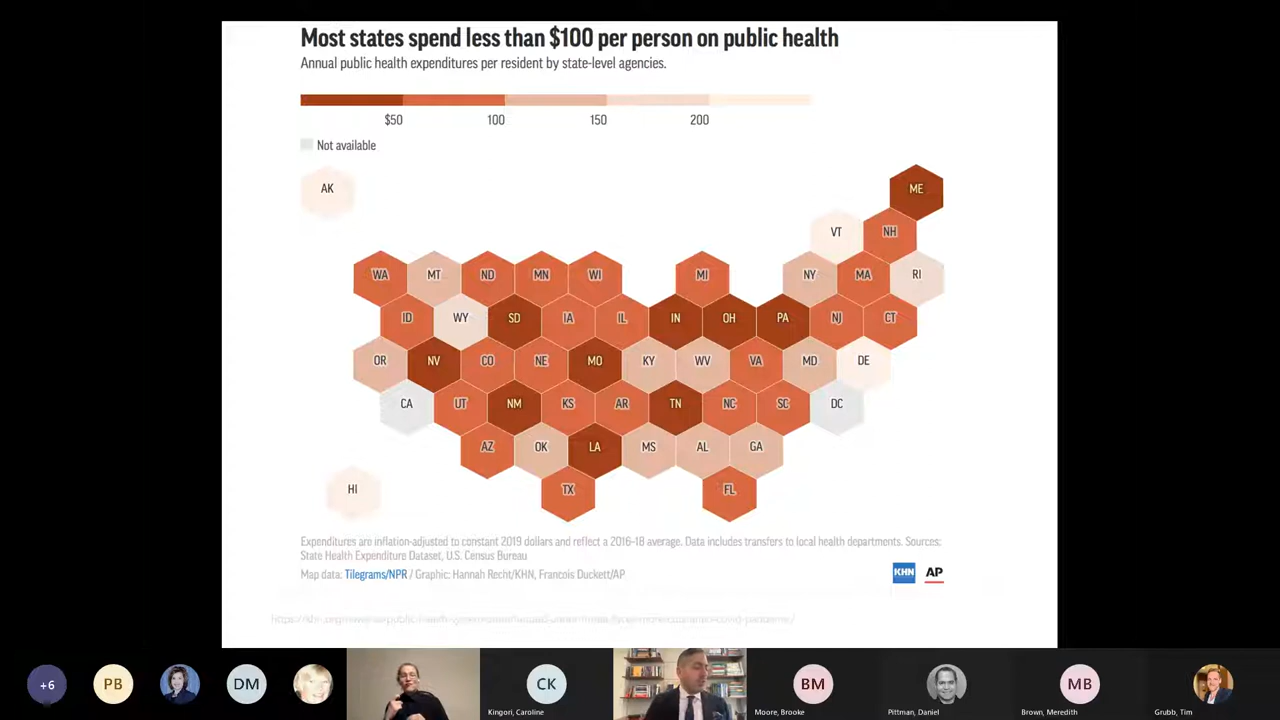 Most states spend less than $100 per person on public health
Annual public health expenditures per resident by state-level agencies.
$50 100 150 200
Not available
AK
ME
VT NH
WA MT ND MN WI MI NY MA RI
ID WY SD IA IL IN OH PA NJ CT
OR NV CO NE MO KY WV VA MD DE
CA UT NM KS AR TN NC SC DC
AZ OK LA MS AL GA
HI TX FL
Expenditures are inflation-adjusted to constant 2019 dollars and reflect a 2016-18 average. Data includes transfers to local health departments. Sources:
State Health Expenditure Dataset, U.S. Census Bureau
Map data: Tilegrams/NPR / Graphic: Hannah Recht/KHN, Francois Duckett/AP
KHN AP
+6 PB DM CK BM MB
Kingori, Caroline Moore, Brooke Pittman, Daniel Brown, Meredith Grubb, Tim